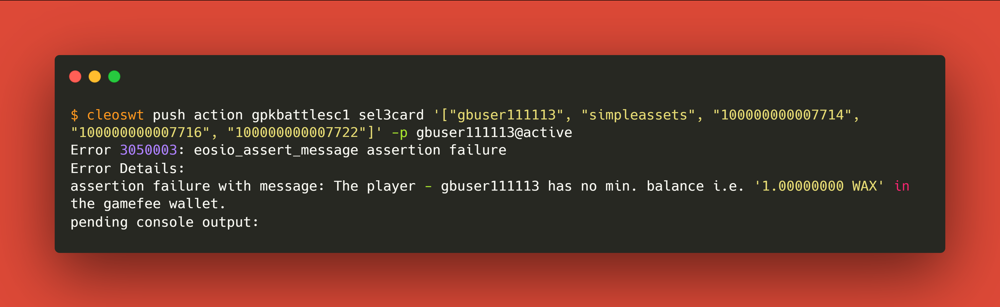 $ cleoswt push action gpkbattlesc1 sel3card '["gbuser111113", "simpleassets", "100000000007714",
"100000000007716", "100000000007722"]' -p gbuser111113@active
Error 3050003: eosio_assert_message assertion failure
Error Details:
assertion failure with message: The player - gbuser111113 has no min. balance i.e. '1.00000000 WAX' in
the gamefee wallet.
pending console output: